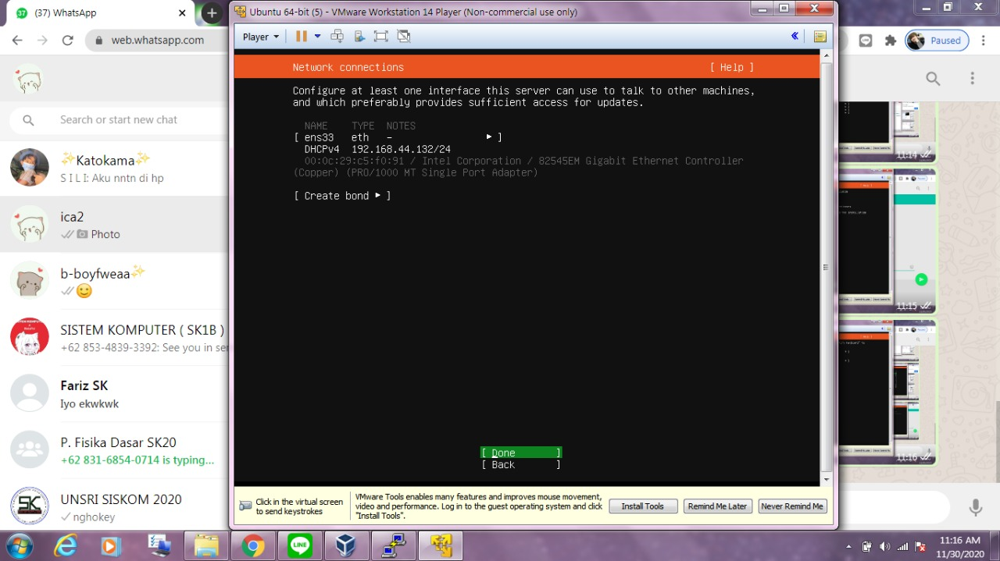 (37) WhatsApp
Ubuntu 64-bit (5) - VMware Workstation 14 Player (Non-commercial use only)
web.whatsapp.com
Player
Paused
Search or start new chat
✨Katokama✨
S I L I: Aku nntn di hp
ica2
Photo
b-boyfweaa✨
SISTEM KOMPUTER ( SK1B )
+62 853-4839-3392: See you in sen
Fariz SK
Iyo ekwkwk
P. Fisika Dasar SK20
+62 831-6854-0714 is typing...
UNSRI SISKOM 2020
nghokey
Network connections [ Help ]
Configure at least one interface this server can use to talk to other machines,
and which preferably provides sufficient access for updates.
NAME TYPE NOTES
[ ens33 eth - ▸ ]
DHCPv4 192.168.44.132/24
/ Intel Corporation / 82545EM Gigabit Ethernet Controller
(Copper) (PRO/1000 MT Single Port Adapter)
[ Create bond ▸ ]
[ Done ]
[ Back ]
11:14
11:15
11:16
Click in the virtual screen
to send keystrokes
VMware Tools enables many features and improves mouse movement,
video and performance. Log in to the guest operating system and click
"Install Tools".
Install Tools
Remind Me Later
Never Remind Me
LINE
11:16 AM
11/30/2020